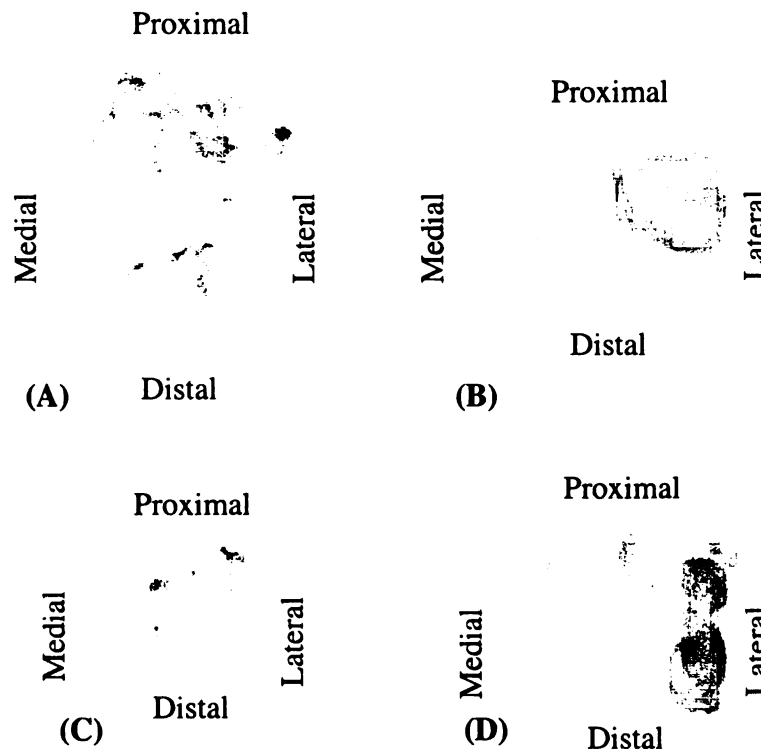 Proximal
Medial
Lateral
Distal
(A)
Proximal
Medial
Lateral
Distal
(B)
Proximal
Medial
Lateral
Distal
(C)
Proximal
Medial
Lateral
Distal
(D)